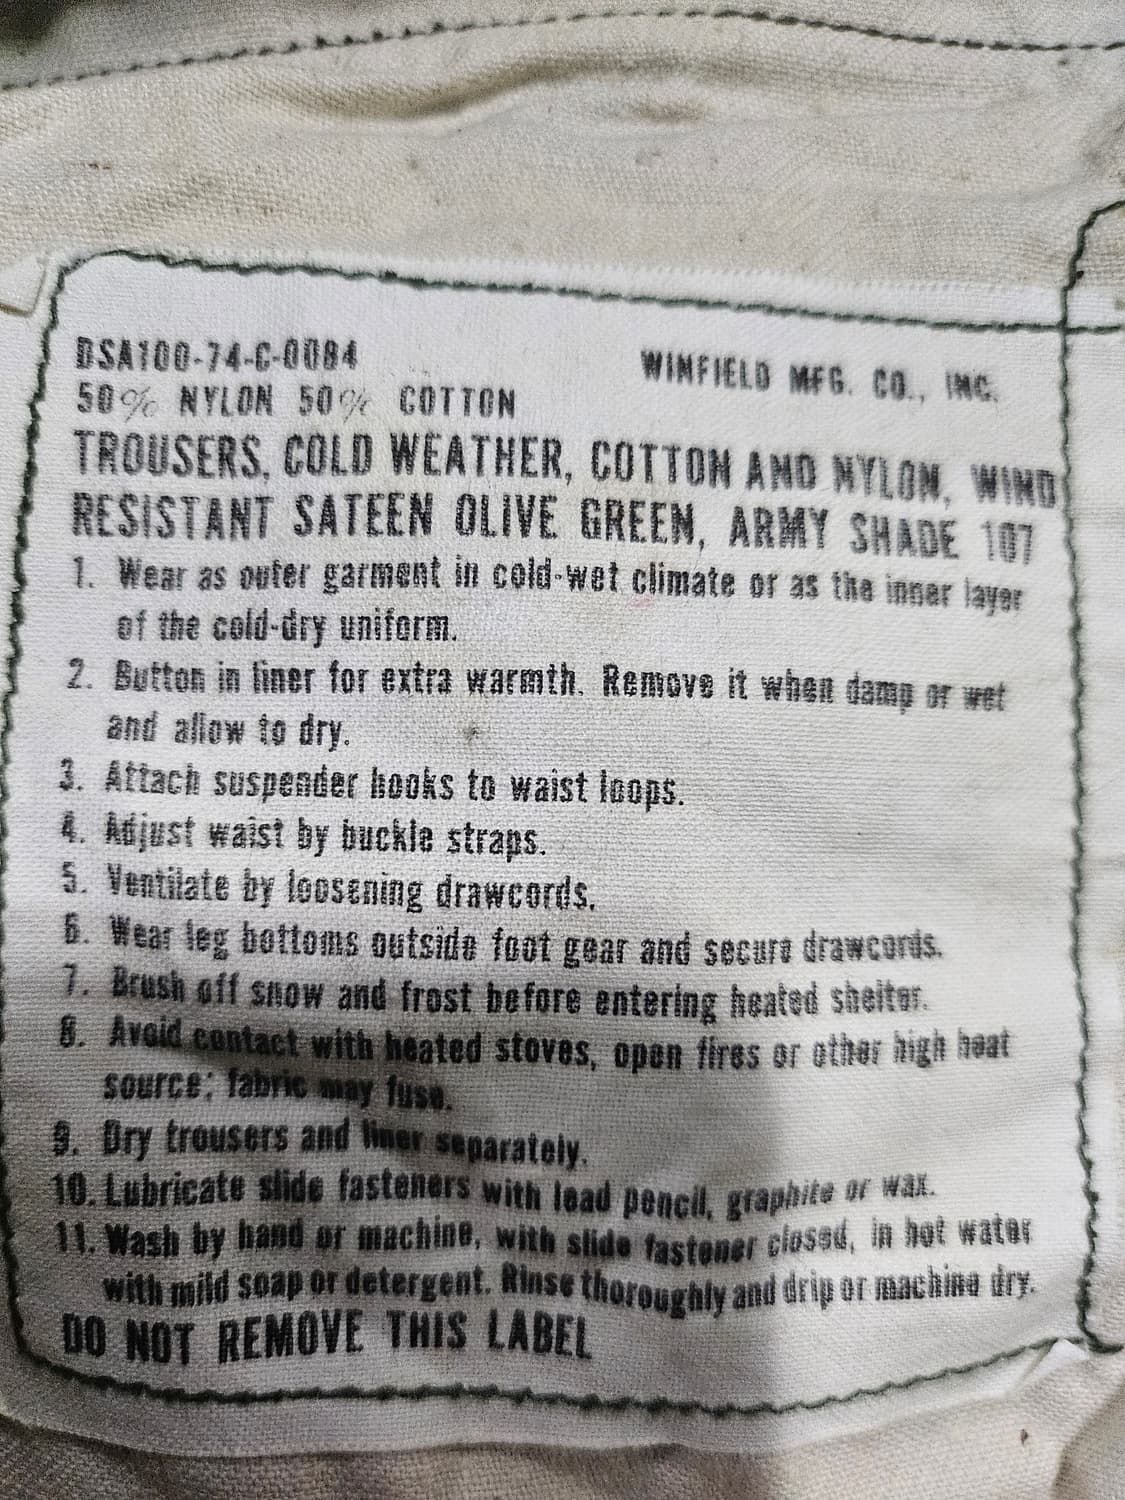 DSA100-74-C-0084
WINFIELD MFG. CO., INC.
50% NYLON 50% COTTON
TROUSERS, COLD WEATHER, COTTON AND NYLON, WIND
RESISTANT SATEEN OLIVE GREEN, ARMY SHADE 107
1. Wear as outer garment in cold-wet climate or as the inner layer
of the cold-dry uniform.
2. Button in liner for extra warmth. Remove it when damp or wet
and allow to dry.
3. Attach suspender hooks to waist loops.
4. Adjust waist by buckle straps.
5. Ventilate by loosening drawcords.
6. Wear leg bottoms outside foot gear and secure drawcords.
7. Brush off snow and frost before entering heated shelter.
8. Avoid contact with heated stoves, open fires or other high heat
source; fabric may fuse.
9. Dry trousers and liner separately.
10. Lubricate slide fasteners with lead pencil, graphite or wax.
11. Wash by hand or machine, with slide fastener closed, in hot water
with mild soap or detergent. Rinse thoroughly and drip or machine dry.
DO NOT REMOVE THIS LABEL